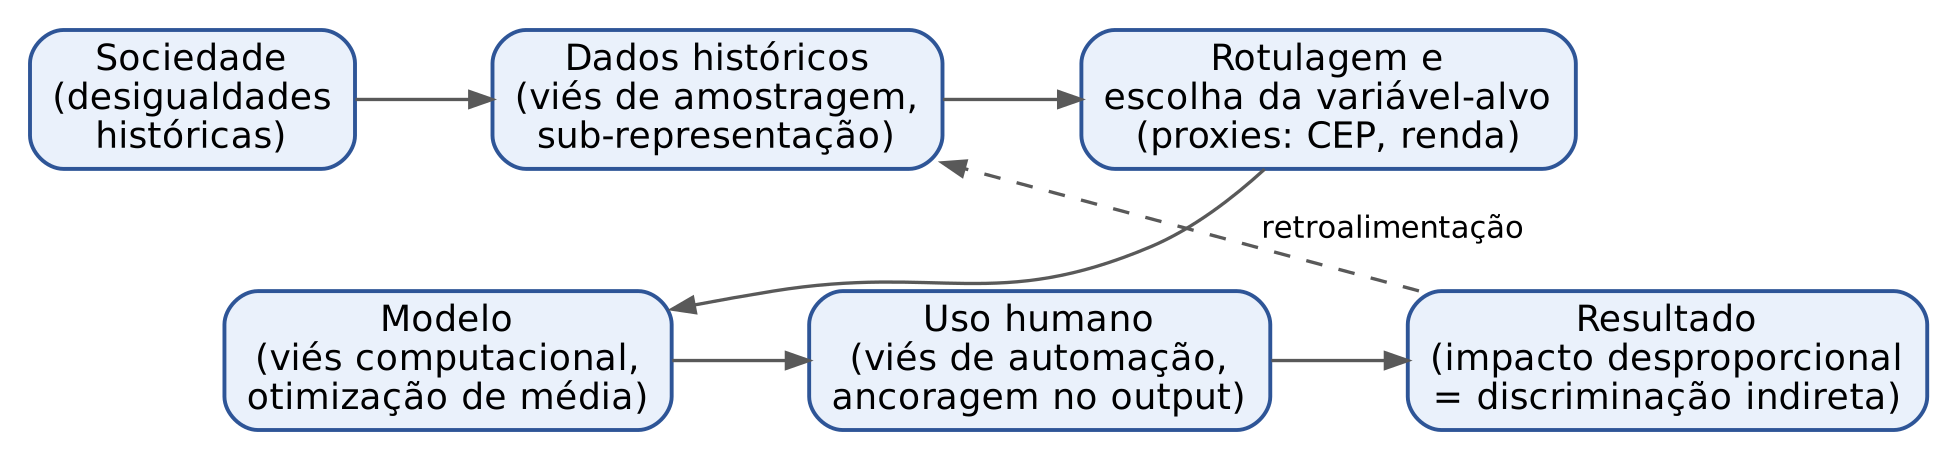 Sociedade
(desigualdades
históricas)
Dados históricos
(viés de amostragem,
sub-representação)
Rotulagem e
escolha da variável-alvo
(proxies: CEP, renda)
retroalimentação
Modelo
(viés computacional,
otimização de média)
Uso humano
(viés de automação,
ancoragem no output)
Resultado
(impacto desproporcional
= discriminação indireta)